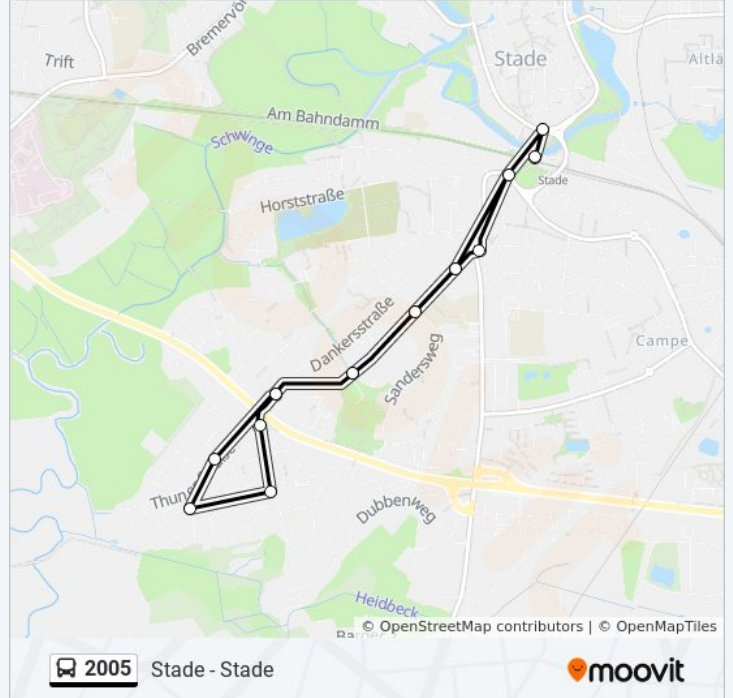 Bremervö
Stade
Trift
Altlä
Am Bahndamm
Schwinge
Stade
Horststraße
Dankersstraße
Campe
Sandersweg
Dubbenweg
Heidbeck
© OpenStreetMap contributors | © OpenMapTiles
2005 Stade - Stade
moovit